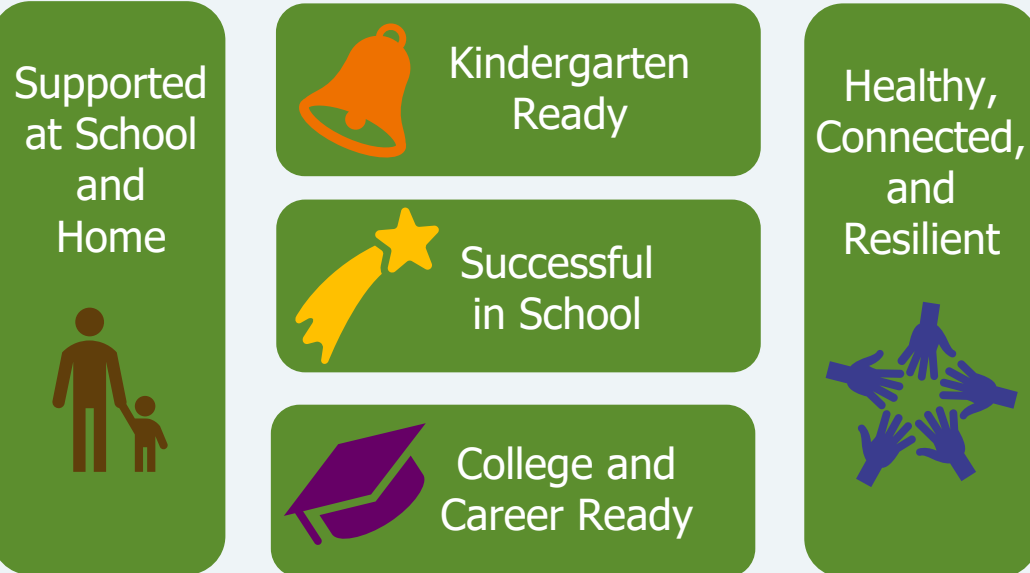 Supported
at School
and
Home
Kindergarten
Ready
Successful
in School
College and
Career Ready
Healthy,
Connected,
and
Resilient